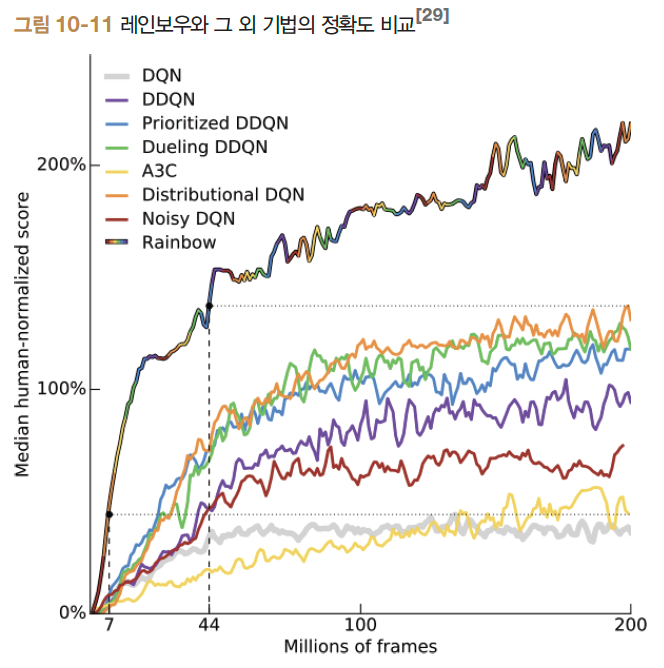 그림 10-11 레인보우와 그 외 기법의 정확도 비교[29]
DQN
DDQN
Prioritized DDQN
Dueling DDQN
A3C
Distributional DQN
Noisy DQN
Rainbow
Median human-normalized score
200%
100%
0%
7 44 100 200
Millions of frames